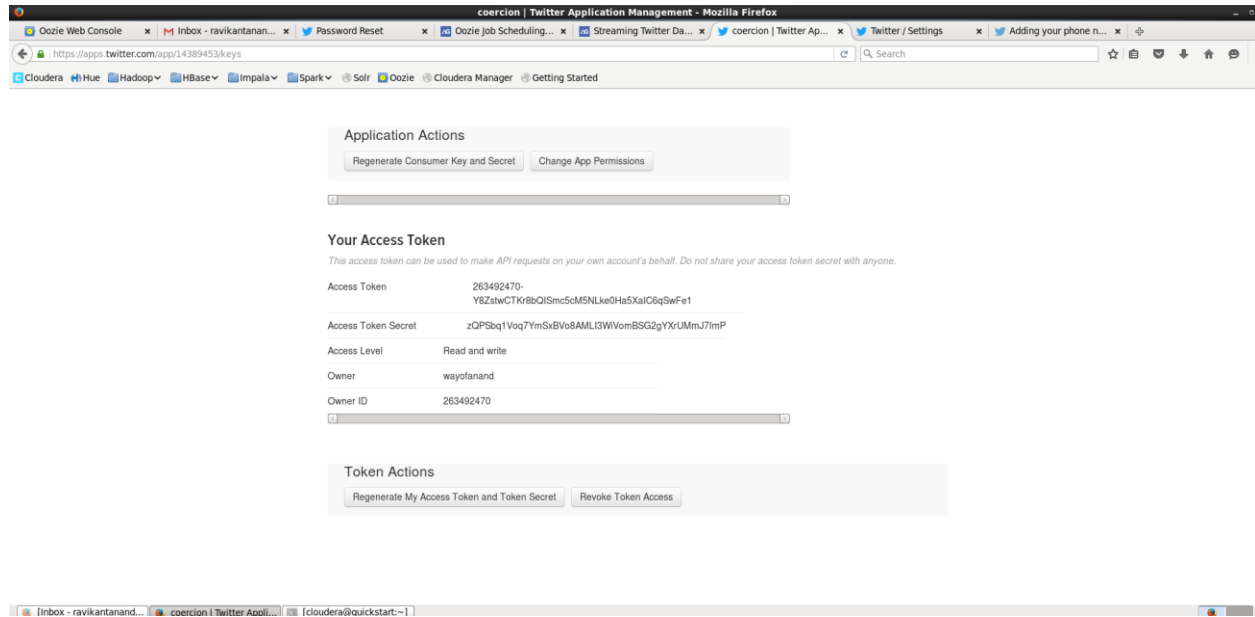 coercion | Twitter Application Management - Mozilla Firefox
Oozie Web Console
Inbox - ravikantanan...
Password Reset
Oozie Job Scheduling...
Streaming Twitter Da...
coercion | Twitter Ap...
Twitter / Settings
Adding your phone n...
https://apps.twitter.com/app/14389453/keys
Search
Cloudera Hue Hadoop HBase Impala Spark Solr Oozie Cloudera Manager Getting Started
Application Actions
Regenerate Consumer Key and Secret Change App Permissions
Your Access Token
This access token can be used to make API requests on your own account's behalf. Do not share your access token secret with anyone.
Access Token 263492470-
Y8ZstwCTKr8bQISmc5cM5NLke0Ha5XaIC6qSwFe1
Access Token Secret zQPSbq1Voq7YmSxBVo8AMLI3WiVomBSG2gYXrUMmJ7lmP
Access Level Read and write
Owner wayofanand
Owner ID 263492470
Token Actions
Regenerate My Access Token and Token Secret Revoke Token Access
[Inbox - ravikantanand... coercion | Twitter Appli... [cloudera@quickstart:~]